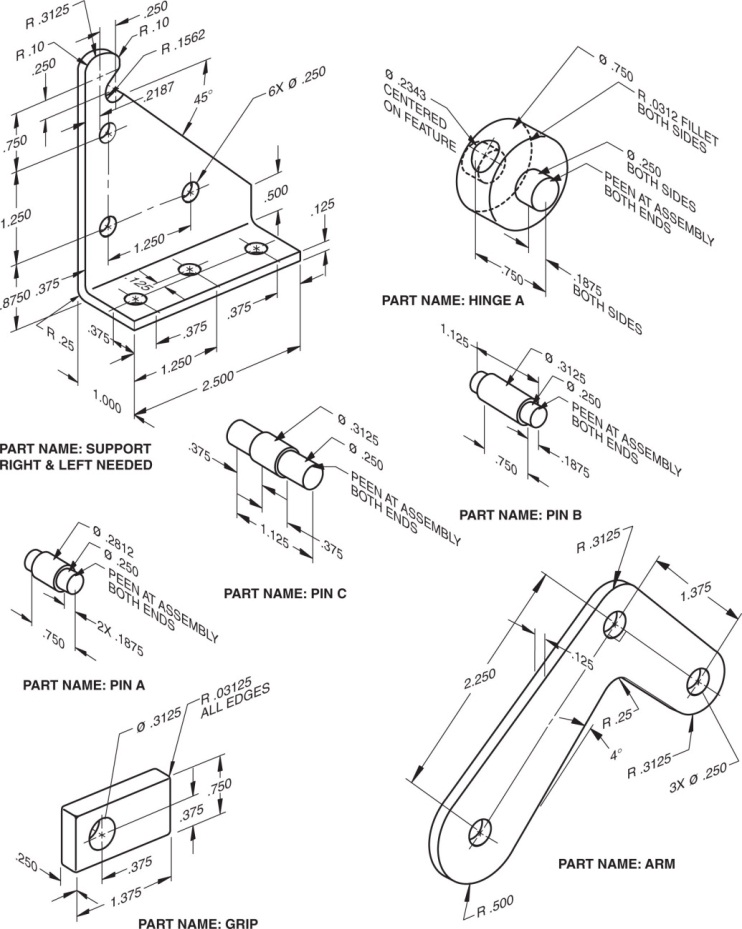 R .3125
.250
R .10
R .10
.250
R .1562
.2187
45°
6X Ø .250
.750
1.250
.500
.125
1.250
.8750
.375
.125
.375
.375
.375
R .25
1.250
1.000
2.500
PART NAME: SUPPORT
RIGHT & LEFT NEEDED
Ø .2343
CENTERED
ON FEATURE
Ø .750
R .0312 FILLET
BOTH SIDES
Ø .250
BOTH SIDES
PEEN AT ASSEMBLY
BOTH ENDS
.750
.1875
BOTH SIDES
PART NAME: HINGE A
1.125
Ø .3125
Ø .250
PEEN AT ASSEMBLY
BOTH ENDS
.750
.1875
PART NAME: PIN B
Ø .3125
Ø .250
.375
PEEN AT ASSEMBLY
BOTH ENDS
.375
1.125
PART NAME: PIN C
Ø .2812
Ø .250
PEEN AT ASSEMBLY
BOTH ENDS
2X .1875
.750
PART NAME: PIN A
R .3125
1.375
.125
2.250
R .25
4°
R .3125
3X Ø .250
R .500
PART NAME: ARM
Ø .3125
R .03125
ALL EDGES
.750
.375
.250
.375
1.375
PART NAME: GRIP